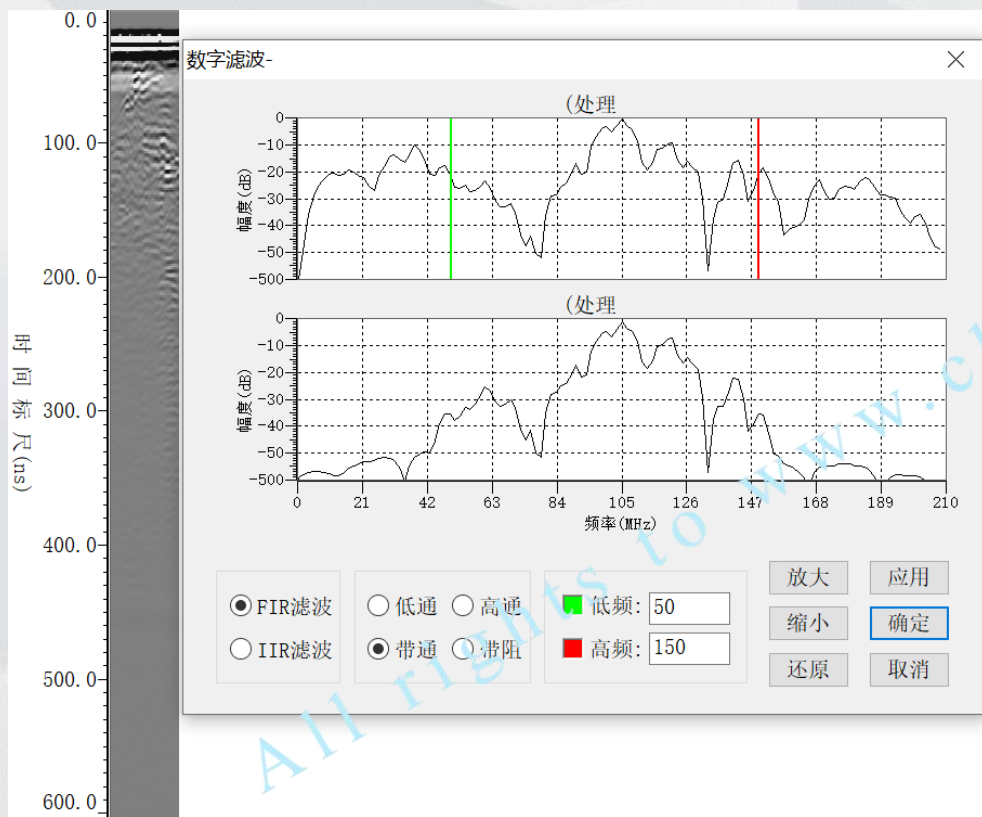 数字滤波-
(处理
0
-10
-20
-30
-40
-50
-500
幅度(dB)
(处理
0
-10
-20
-30
-40
-50
-500
幅度(dB)
0 21 42 63 84 105 126 147 168 189 210
频率(MHz)
FIR滤波 低通 高通 低频: 50 放大 应用
缩小 确定
IIR滤波 带通 带阻 高频: 150
还原 取消
0.0
100.0
200.0
300.0
400.0
500.0
600.0
时间标尺(ns)
All rights to www.c